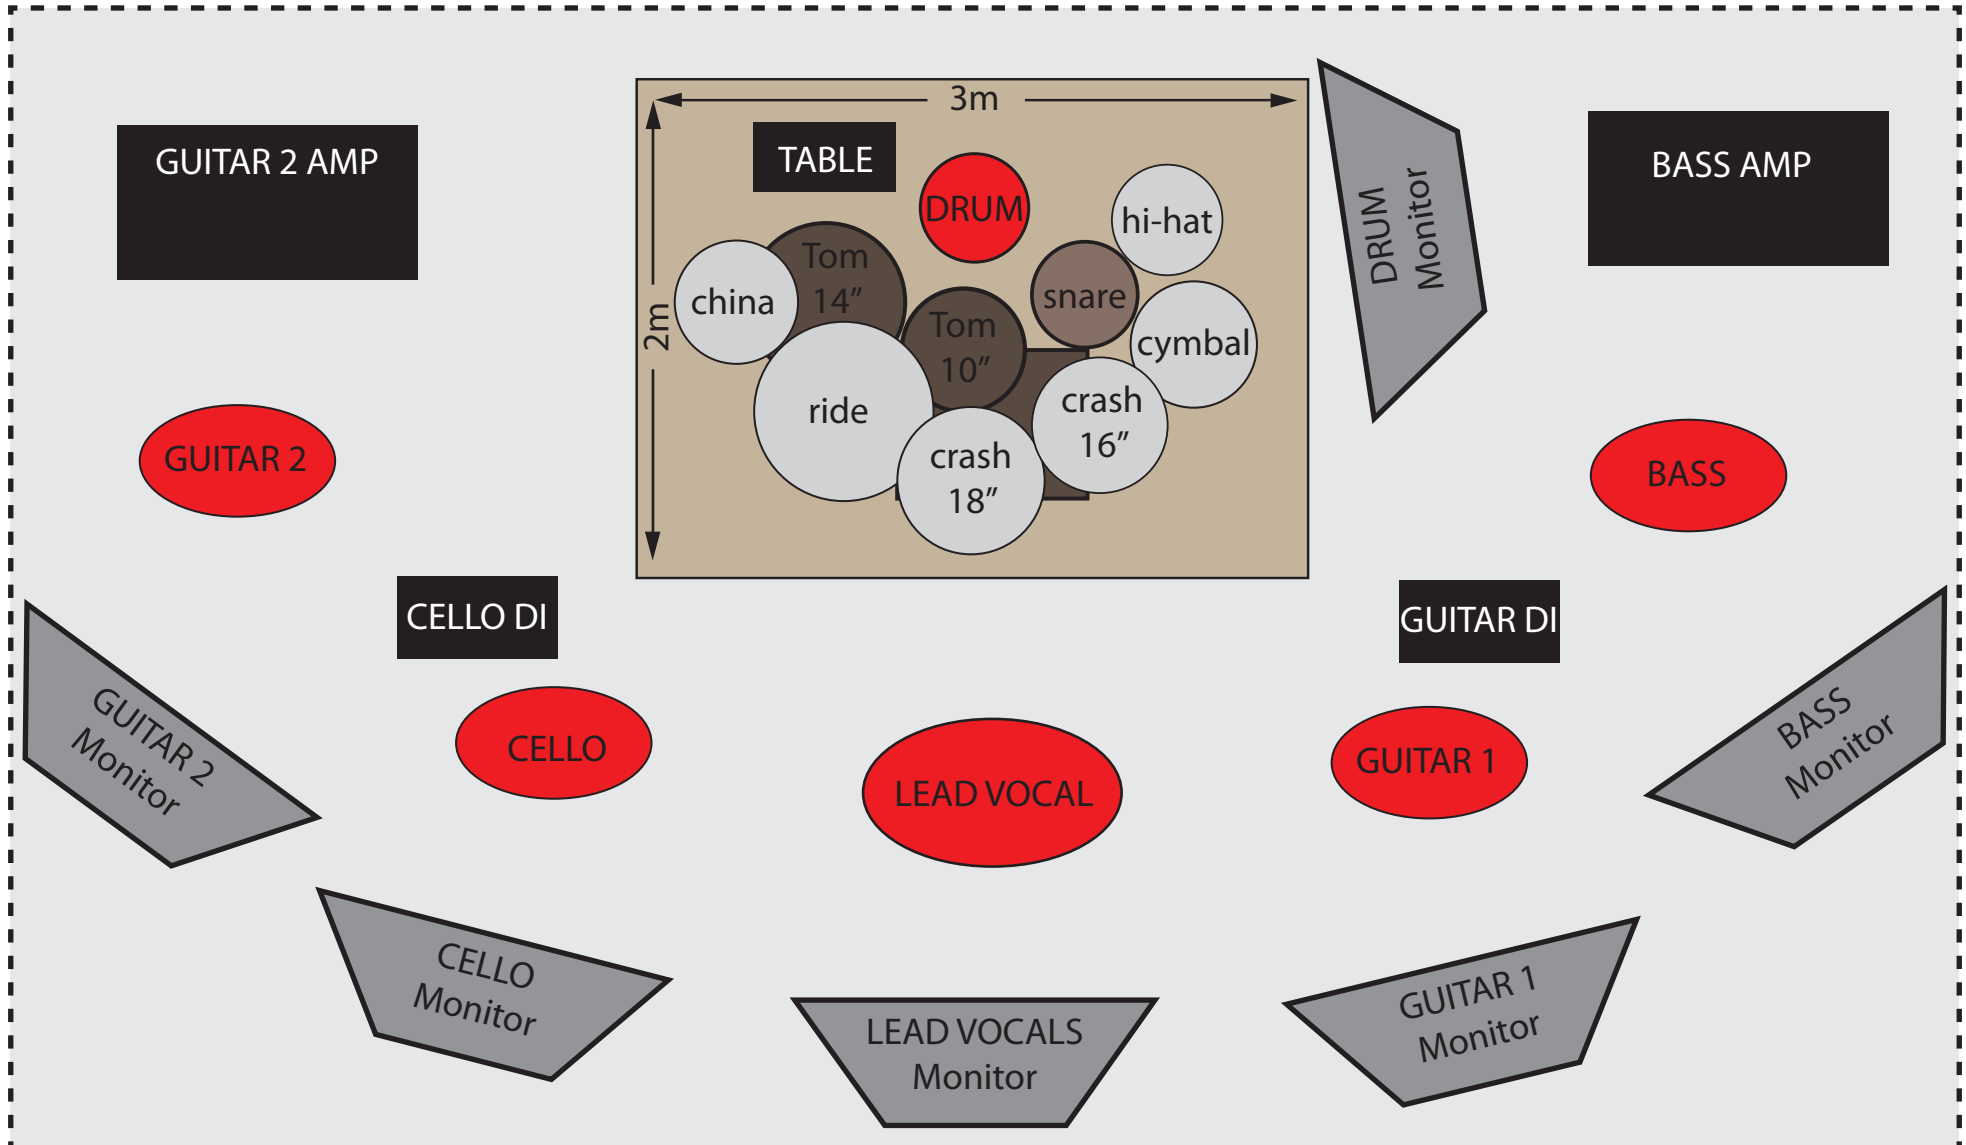 3m
2m
GUITAR 2 AMP
TABLE
DRUM
hi-hat
DRUM
Monitor
BASS AMP
china
Tom
14”
Tom
10”
snare
cymbal
ride
crash
16”
crash
18”
GUITAR 2
BASS
CELLO DI
GUITAR DI
GUITAR 2
Monitor
CELLO
LEAD VOCAL
GUITAR 1
BASS
Monitor
CELLO
Monitor
LEAD VOCALS
Monitor
GUITAR 1
Monitor